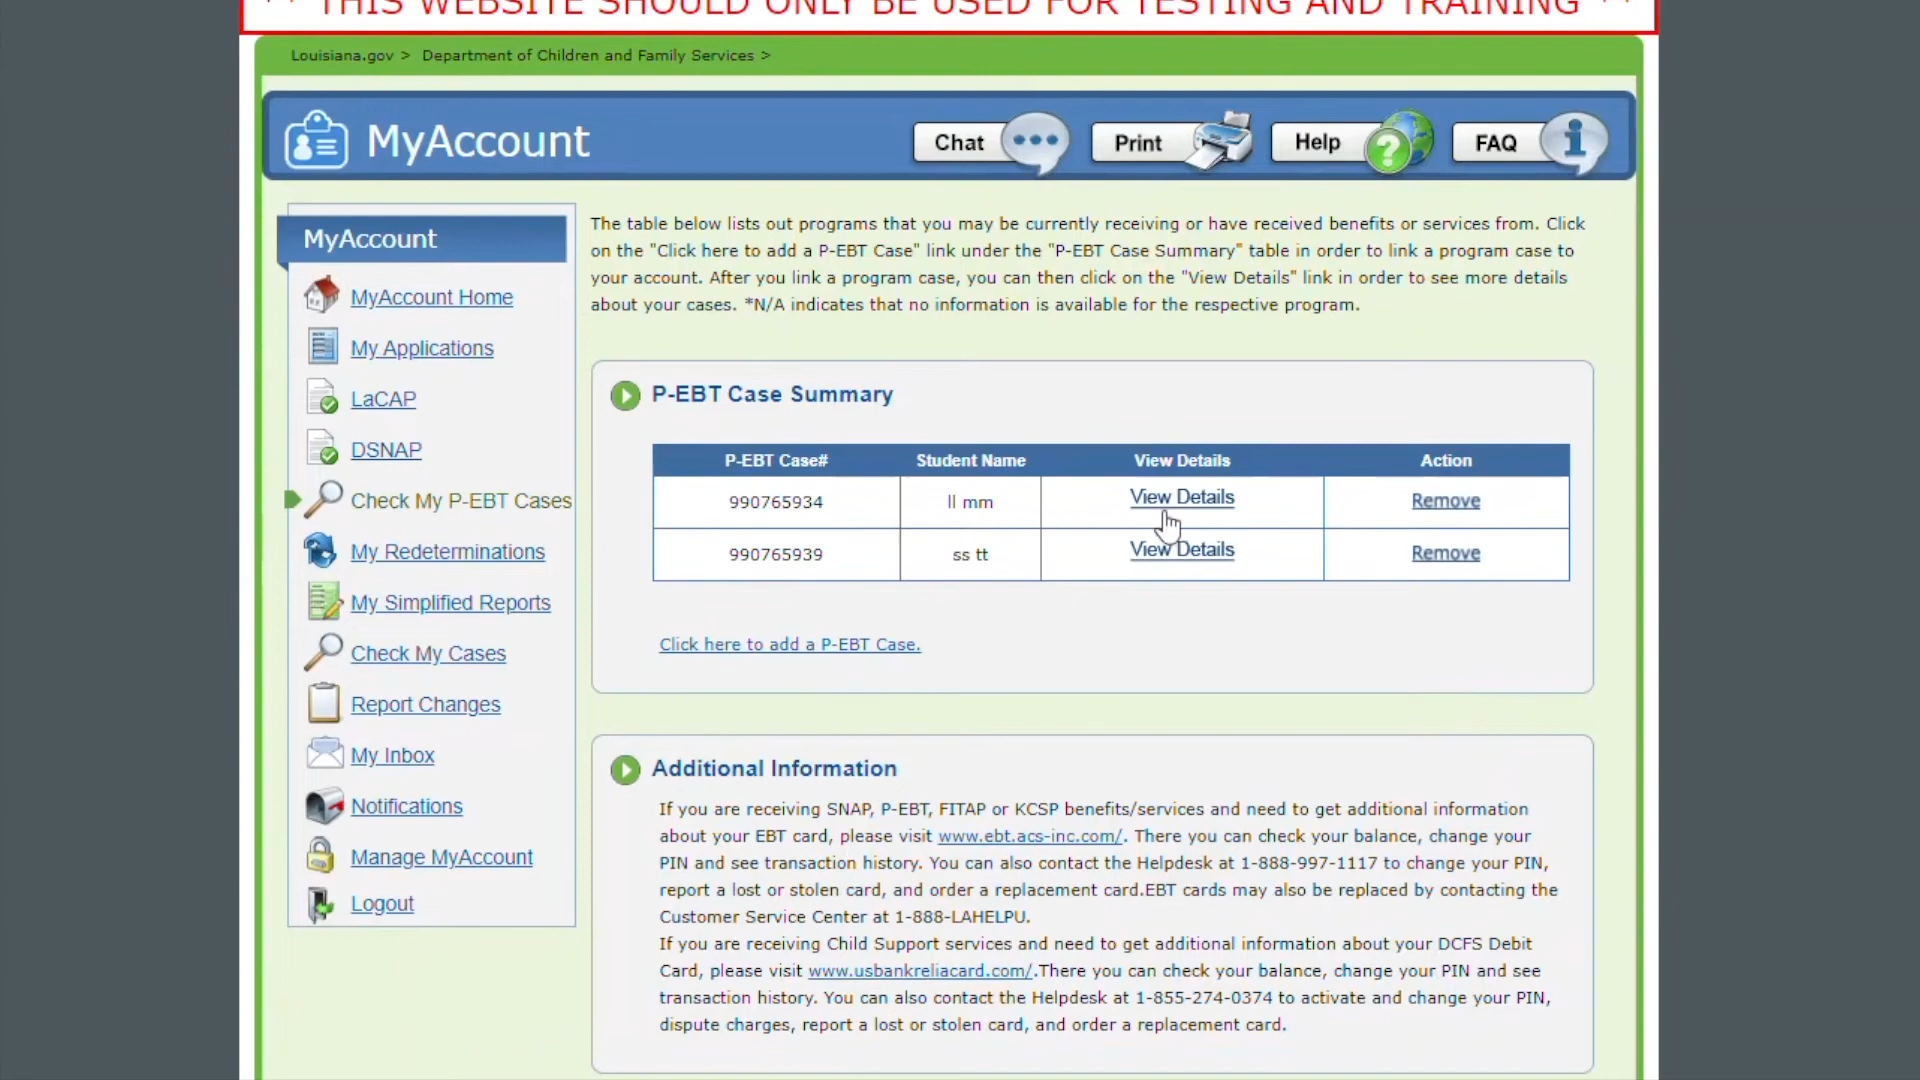 ** THIS WEBSITE SHOULD ONLY BE USED FOR TESTING AND TRAINING **
Louisiana.gov > Department of Children and Family Services >
MyAccount
Chat
Print
Help
FAQ
MyAccount
MyAccount Home
My Applications
LaCAP
DSNAP
Check My P-EBT Cases
My Redeterminations
My Simplified Reports
Check My Cases
Report Changes
My Inbox
Notifications
Manage MyAccount
Logout
The table below lists out programs that you may be currently receiving or have received benefits or services from. Click
on the "Click here to add a P-EBT Case" link under the "P-EBT Case Summary" table in order to link a program case to
your account. After you link a program case, you can then click on the "View Details" link in order to see more details
about your cases. *N/A indicates that no information is available for the respective program.
P-EBT Case Summary
P-EBT Case# Student Name View Details Action
990765934 ll mm View Details Remove
990765939 ss tt View Details Remove
Click here to add a P-EBT Case.
Additional Information
If you are receiving SNAP, P-EBT, FITAP or KCSP benefits/services and need to get additional information
about your EBT card, please visit www.ebt.acs-inc.com/. There you can check your balance, change your
PIN and see transaction history. You can also contact the Helpdesk at 1-888-997-1117 to change your PIN,
report a lost or stolen card, and order a replacement card.EBT cards may also be replaced by contacting the
Customer Service Center at 1-888-LAHELPU.
If you are receiving Child Support services and need to get additional information about your DCFS Debit
Card, please visit www.usbankreliacard.com/.There you can check your balance, change your PIN and see
transaction history. You can also contact the Helpdesk at 1-855-274-0374 to activate and change your PIN,
dispute charges, report a lost or stolen card, and order a replacement card.